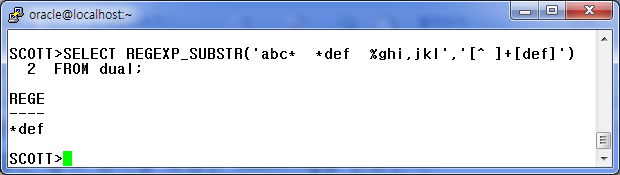 oracle@localhost:~
SCOTT>SELECT REGEXP_SUBSTR('abc*  *def  %ghi,jkl','[^ ]+[def]')
  2  FROM dual;
REGE
----
*def
SCOTT>